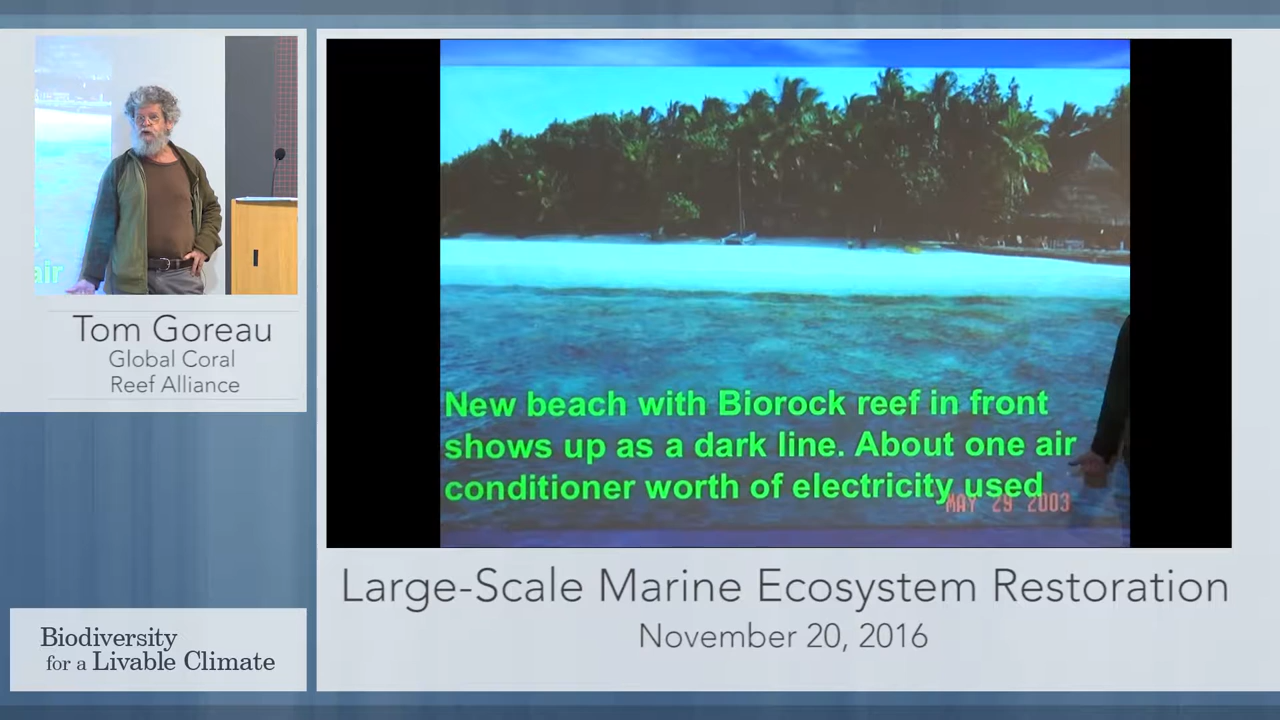 air
Tom Goreau
Global Coral
Reef Alliance
New beach with Biorock reef in front
shows up as a dark line. About one air
conditioner worth of electricity used
MAY 29 2003
Large-Scale Marine Ecosystem Restoration
November 20, 2016
Biodiversity
for a Livable Climate